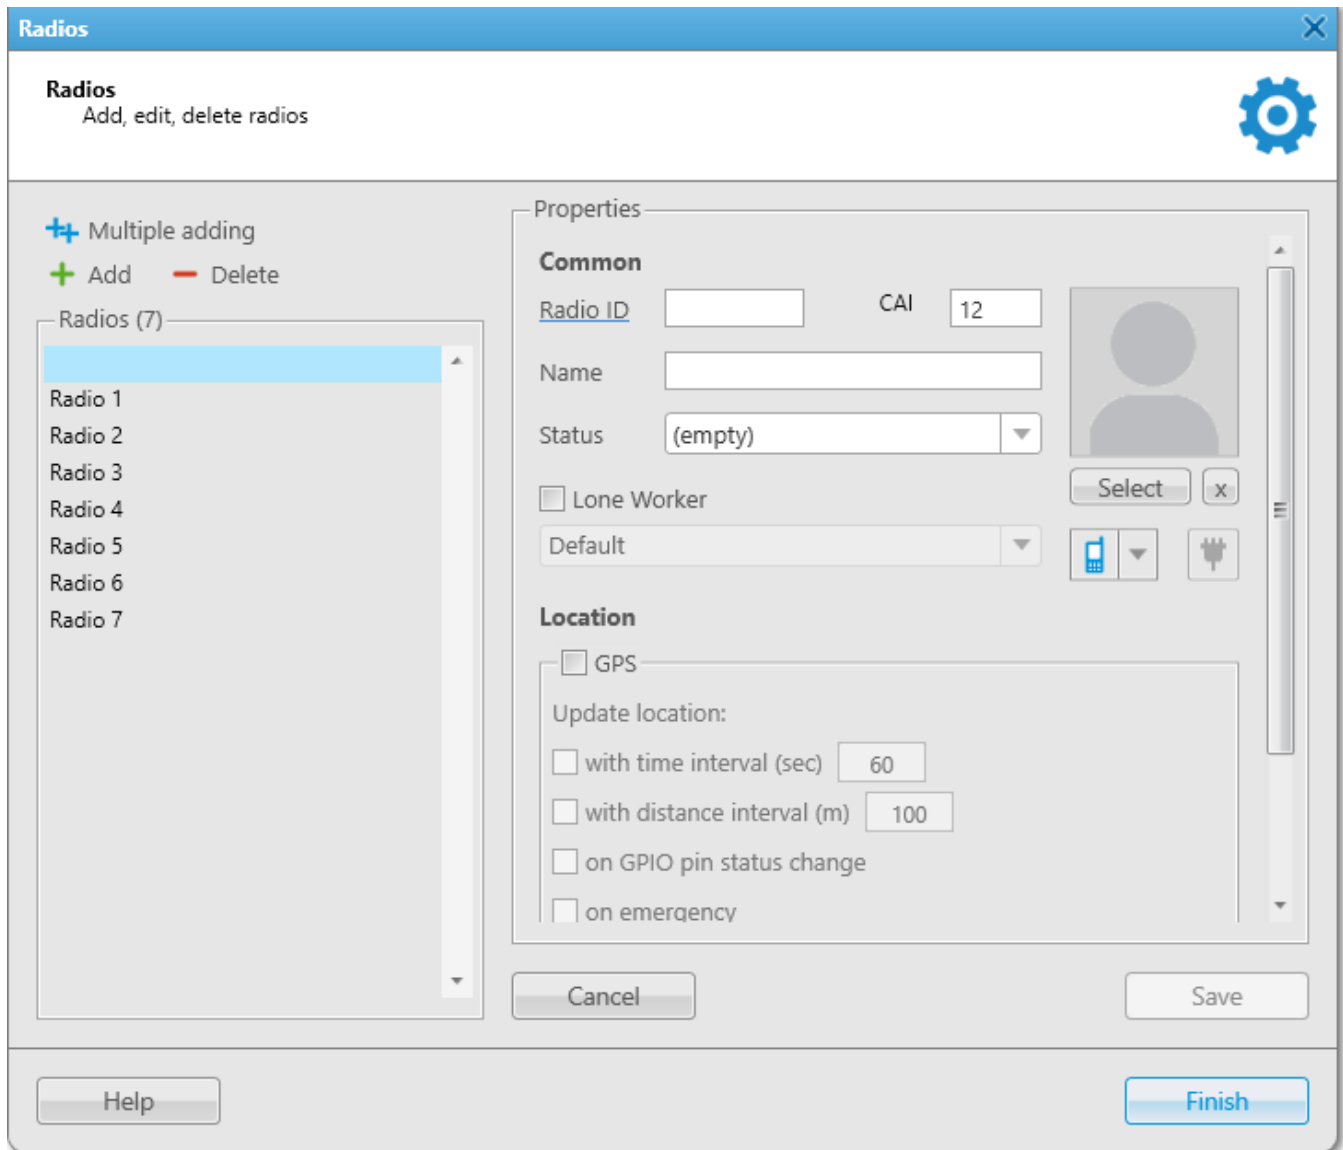 Radios
Radios
Add, edit, delete radios
Multiple adding
Add Delete
Radios (7)
Radio 1
Radio 2
Radio 3
Radio 4
Radio 5
Radio 6
Radio 7
Properties
Common
Radio ID CAI 12
Name
Status (empty)
Select x
Lone Worker
Default
Location
GPS
Update location:
with time interval (sec) 60
with distance interval (m) 100
on GPIO pin status change
on emergency
Cancel Save
Help Finish